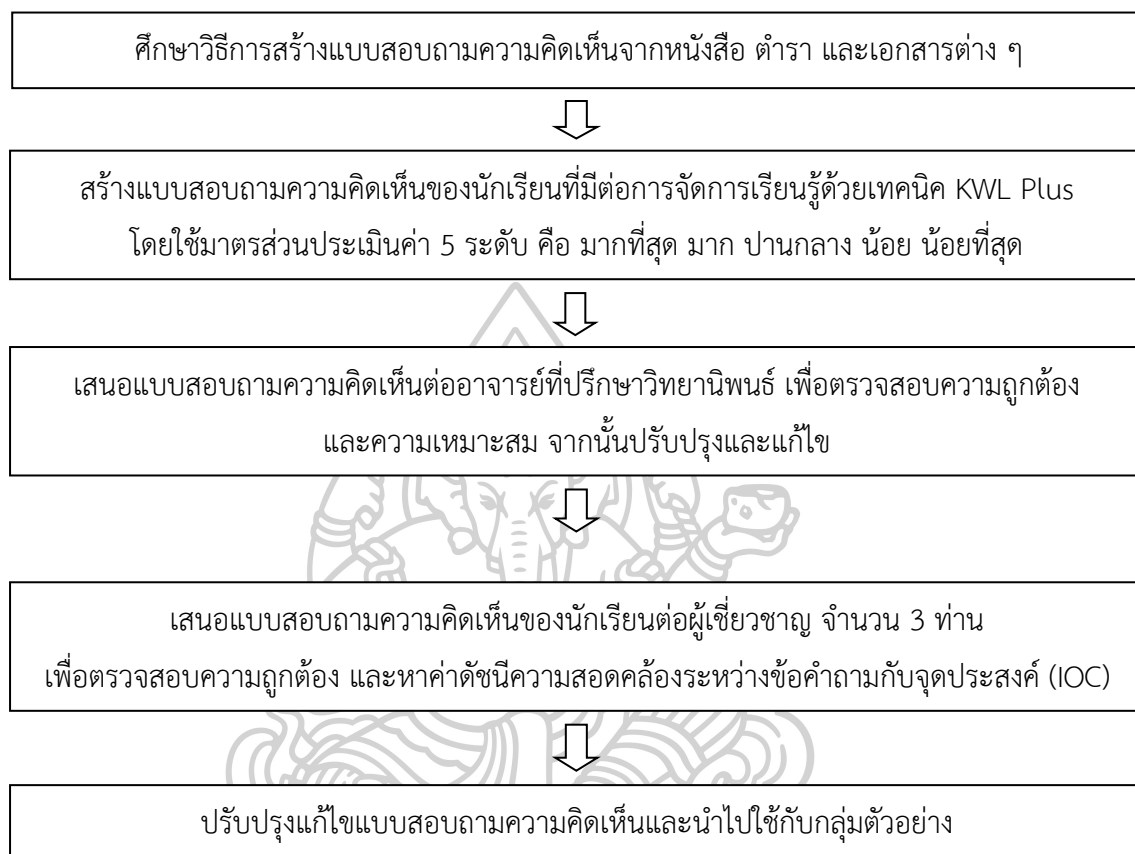 ศึกษาวิธีการสร้างแบบสอบถามความคิดเห็นจากหนังสือ ตำรา และเอกสารต่าง ๆ
สร้างแบบสอบถามความคิดเห็นของนักเรียนที่มีต่อการจัดการเรียนรู้ด้วยเทคนิค KWL Plus
โดยใช้มาตรส่วนประเมินค่า 5 ระดับ คือ มากที่สุด มาก ปานกลาง น้อย น้อยที่สุด
เสนอแบบสอบถามความคิดเห็นต่ออาจารย์ที่ปรึกษาวิทยานิพนธ์ เพื่อตรวจสอบความถูกต้อง
และความเหมาะสม จากนั้นปรับปรุงและแก้ไข
เสนอแบบสอบถามความคิดเห็นของนักเรียนต่อผู้เชี่ยวชาญ จำนวน 3 ท่าน
เพื่อตรวจสอบความถูกต้อง และหาค่าดัชนีความสอดคล้องระหว่างข้อคำถามกับจุดประสงค์ (IOC)
ปรับปรุงแก้ไขแบบสอบถามความคิดเห็นและนำไปใช้กับกลุ่มตัวอย่าง